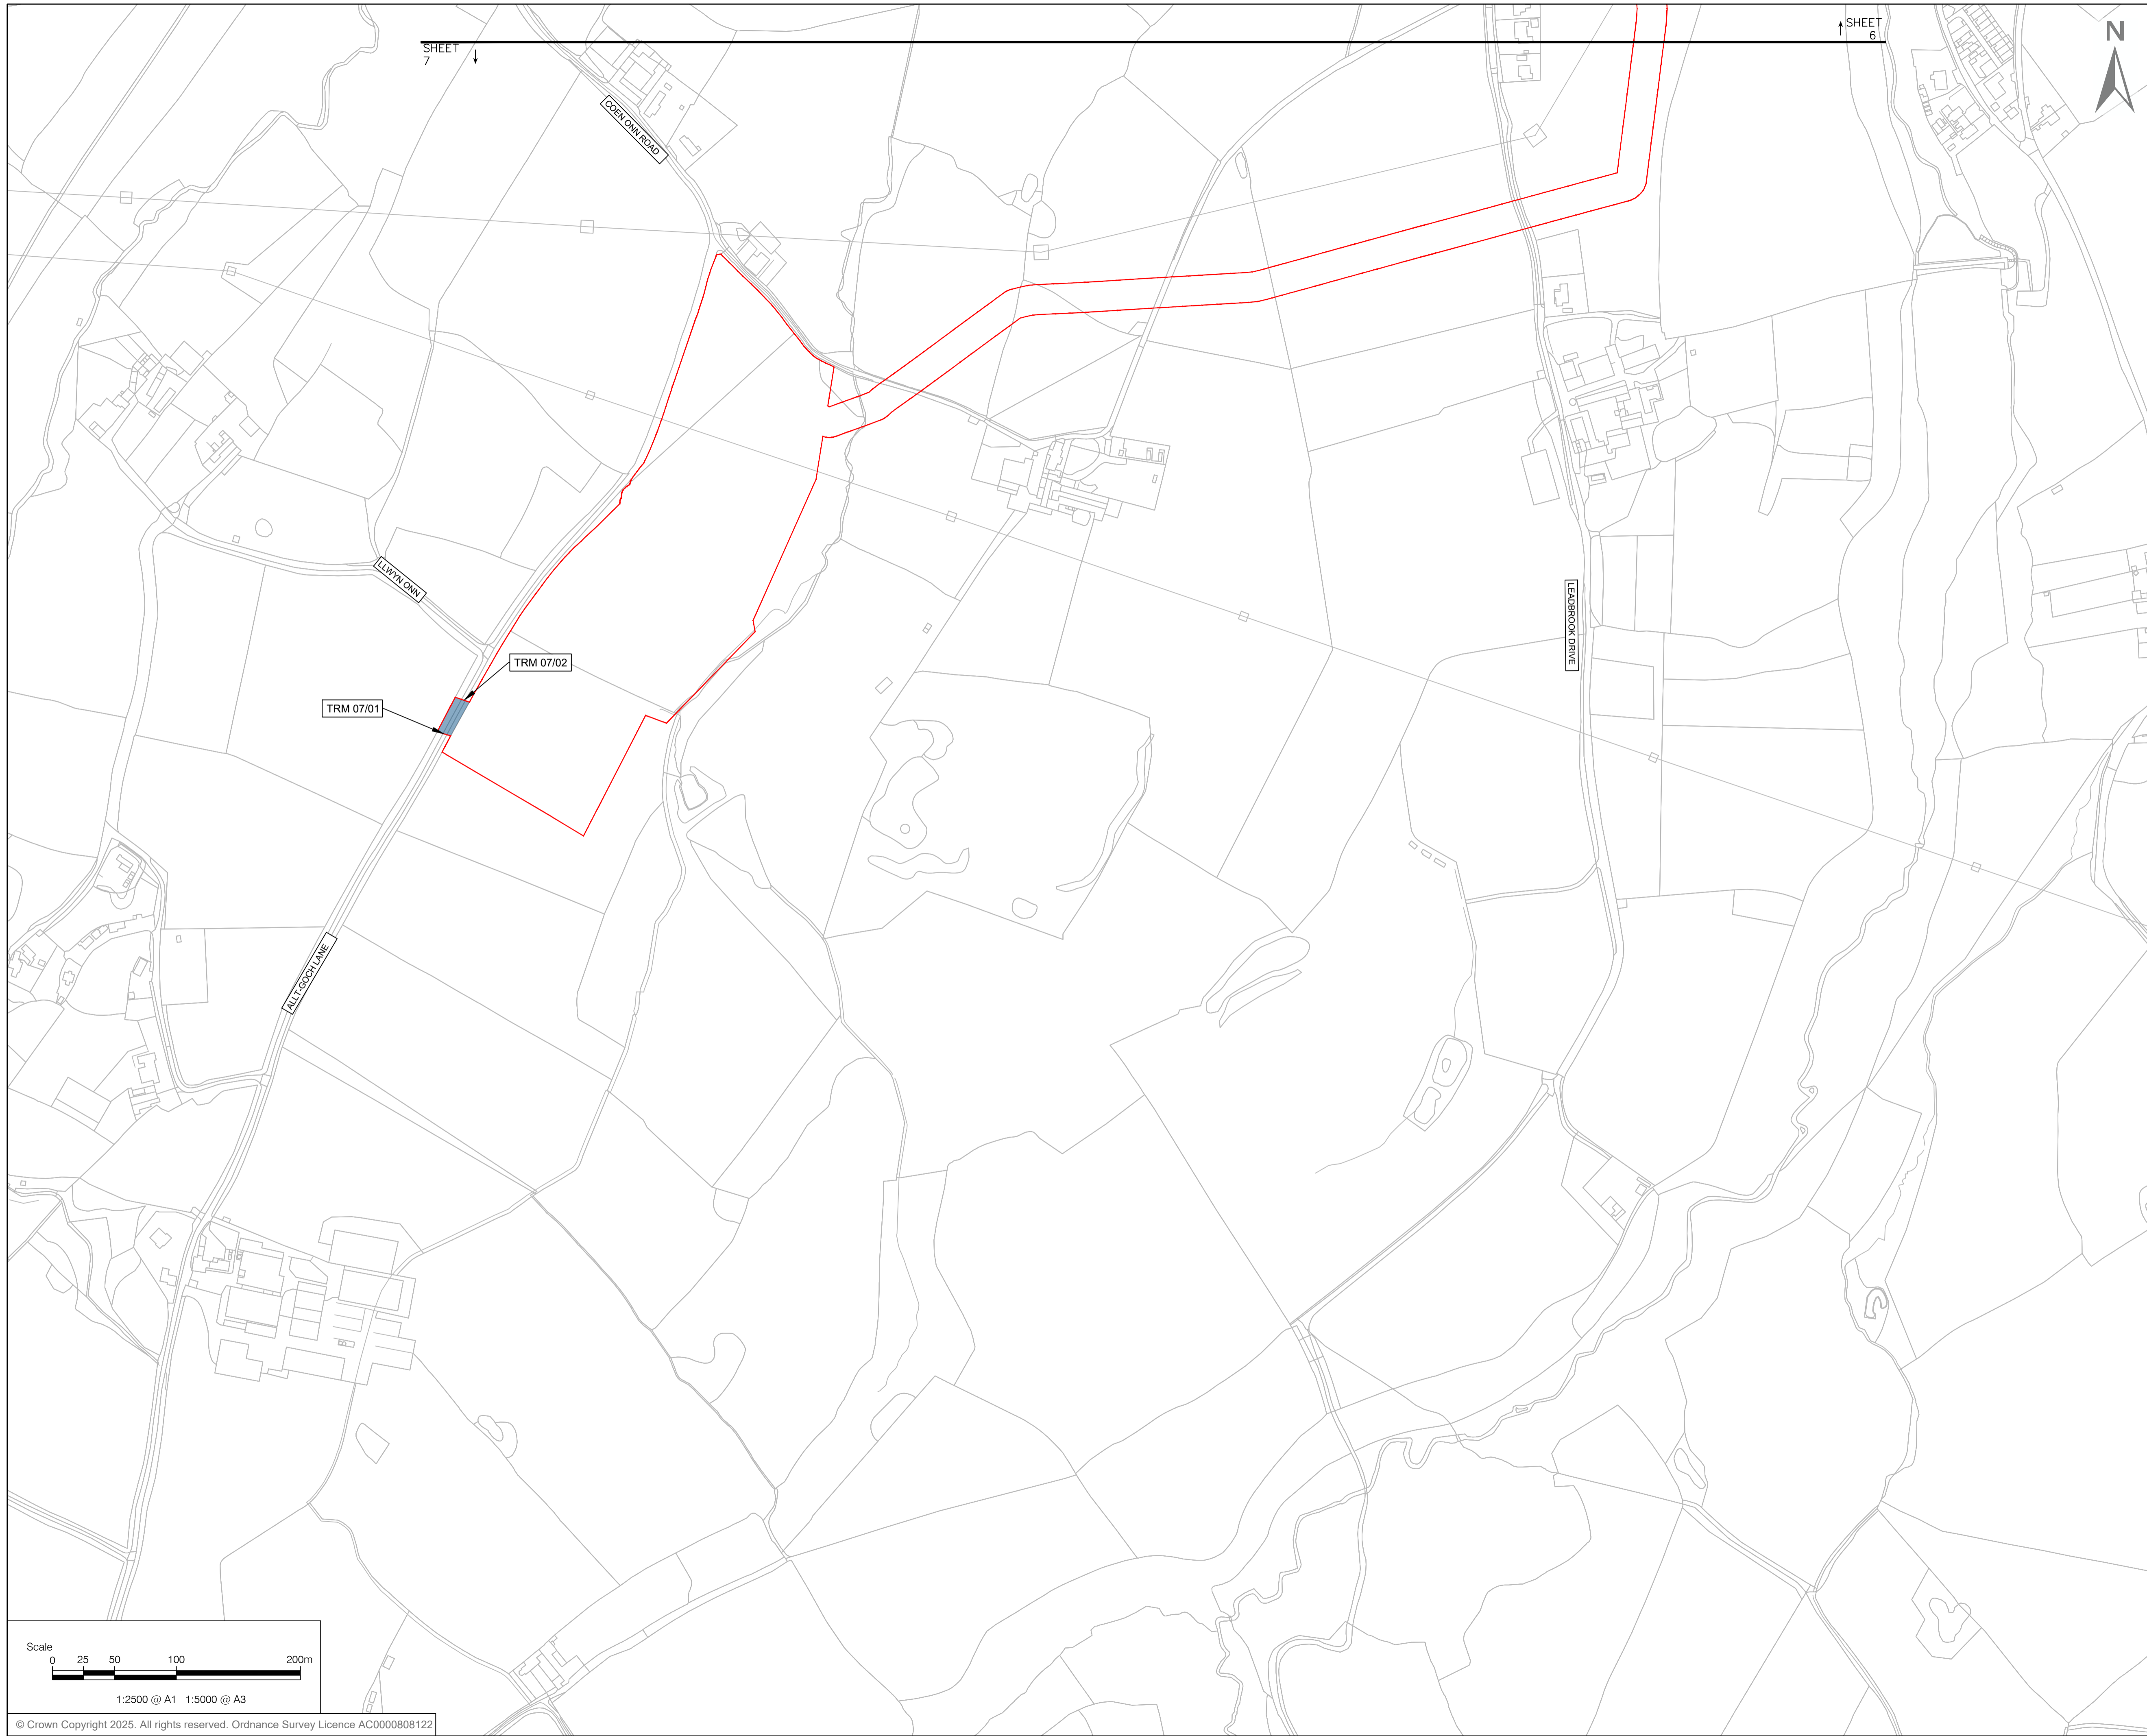 SHEET
7
SHEET
6
N
COEN ONN ROAD
LLWYN ONN
TRM 07/02
TRM 07/01
LEADBROOK DRIVE
ALLT-GOCH LANE
Scale
0 25 50 100 200m
1:2500 @ A1 1:5000 @ A3
© Crown Copyright 2025. All rights reserved. Ordnance Survey Licence AC0000808122